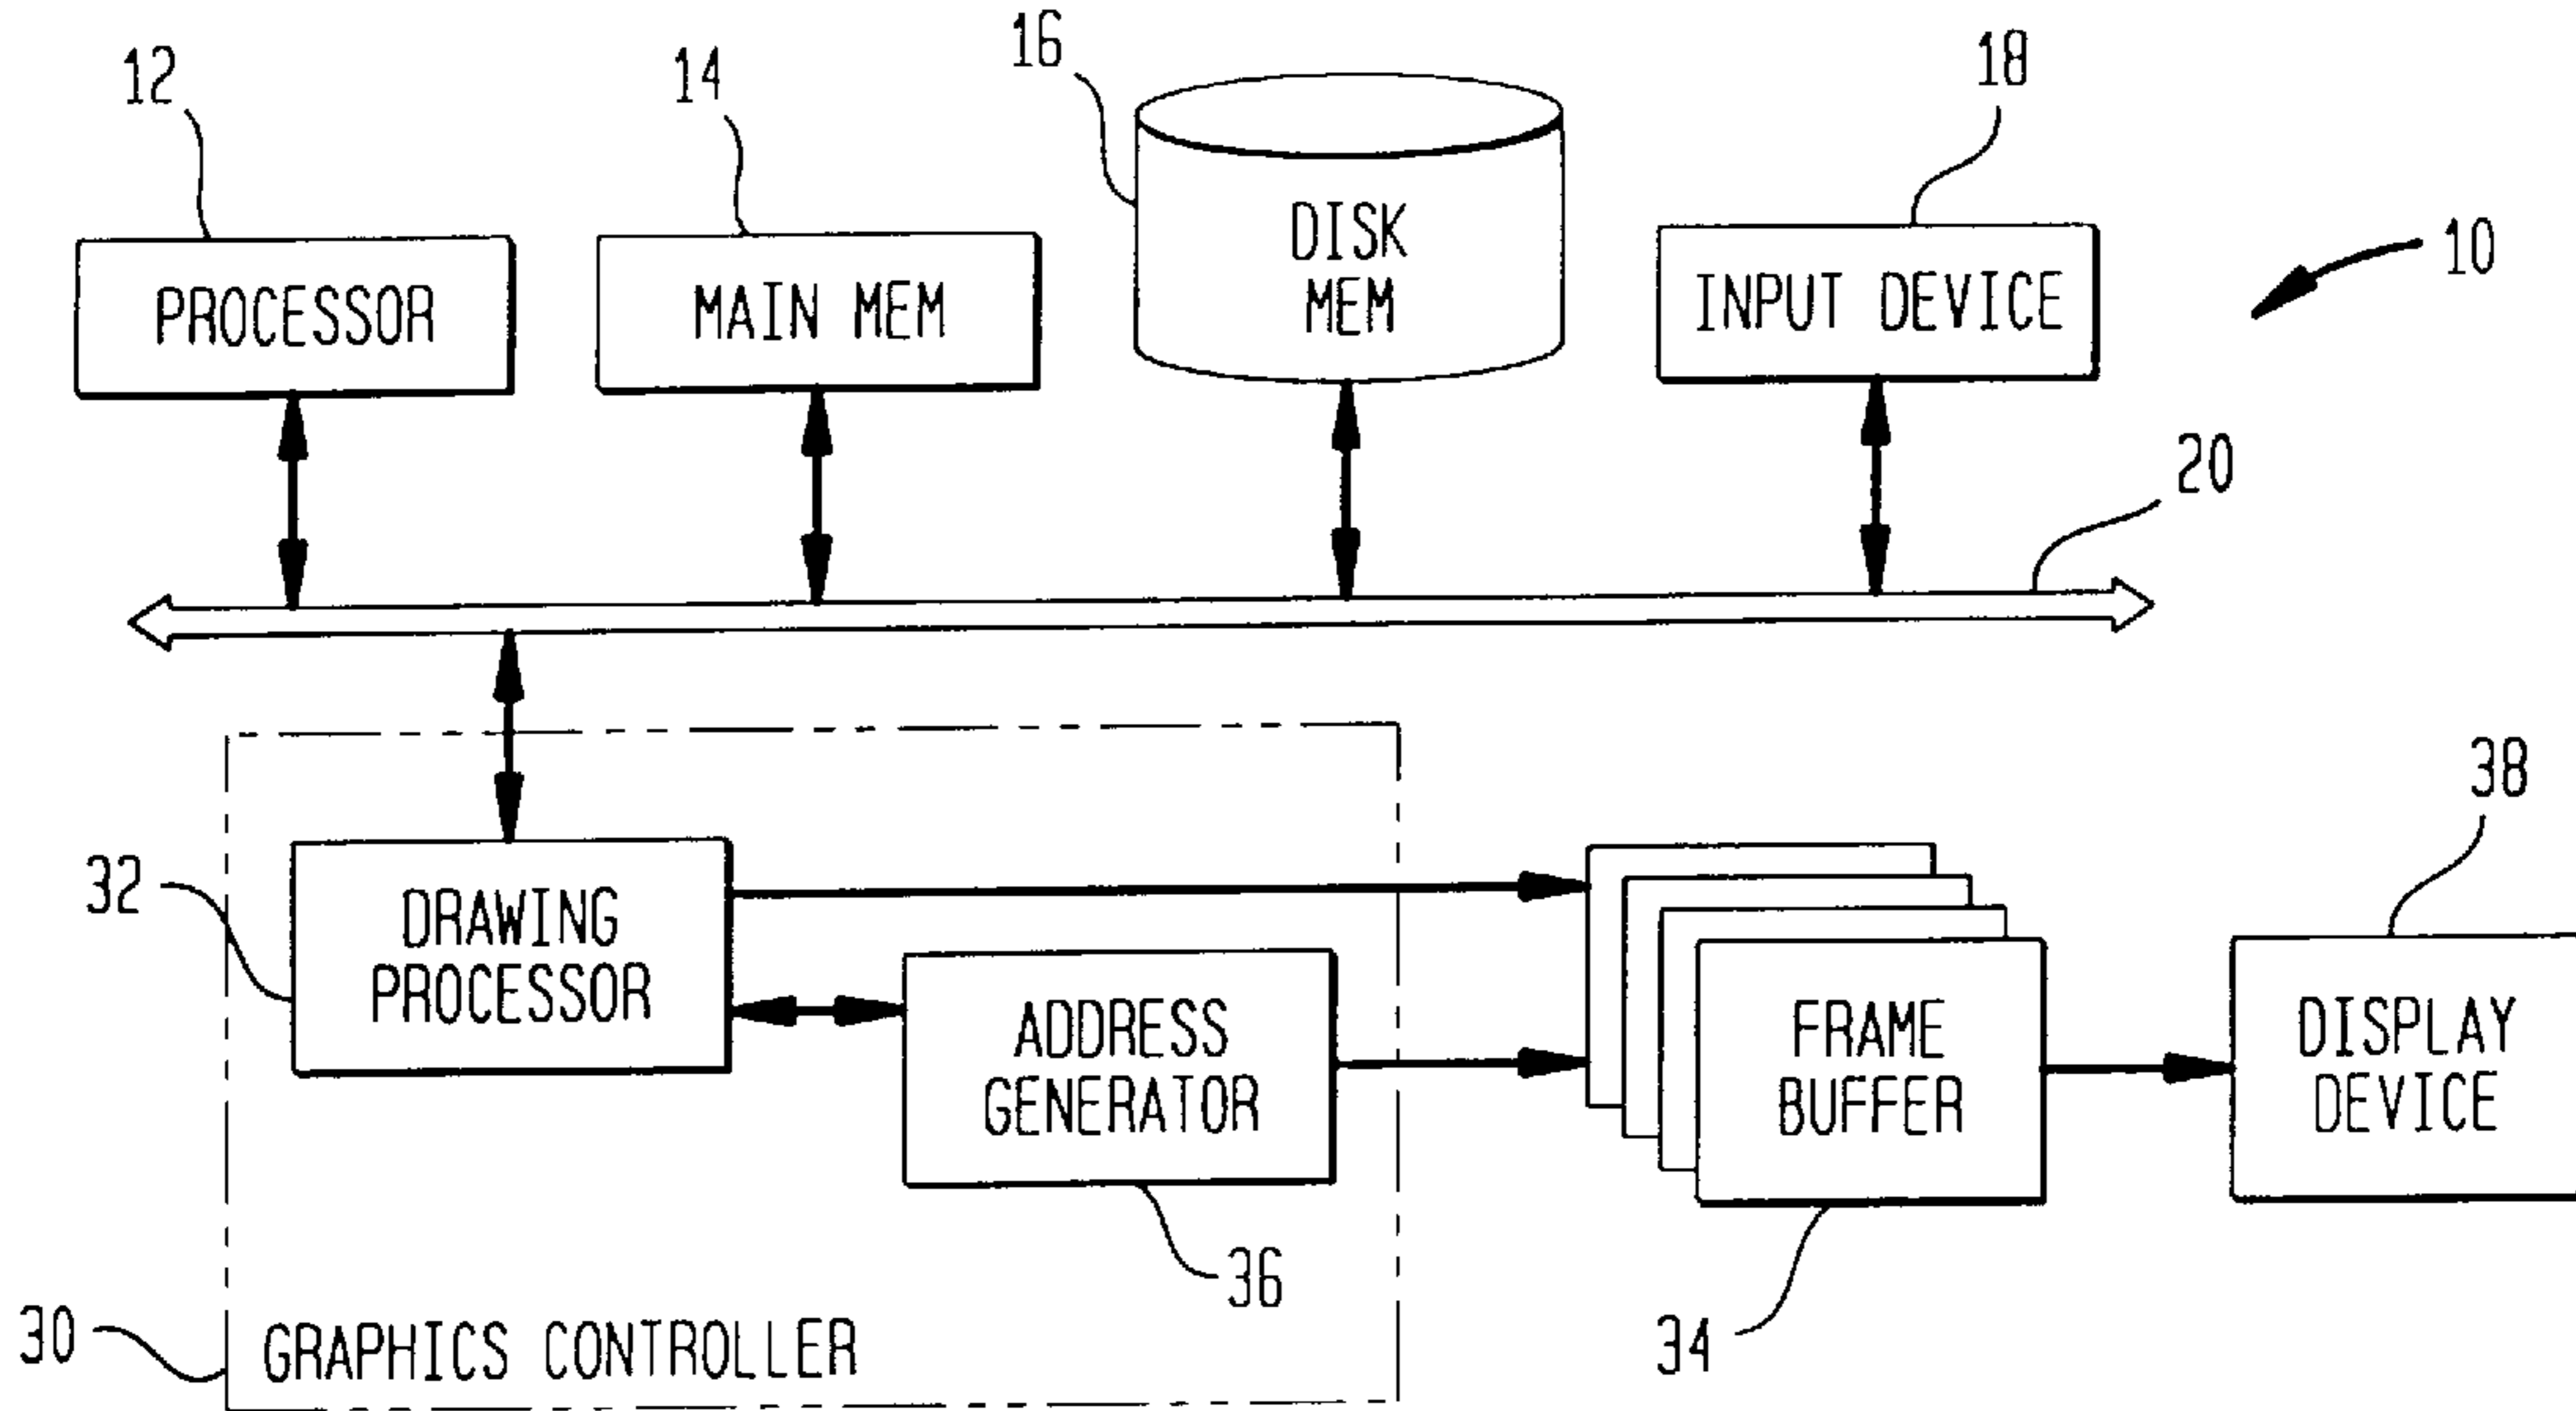 12
14
16
18
10
PROCESSOR
MAIN MEM
DISK
MEM
INPUT DEVICE
20
38
32
DRAWING
PROCESSOR
ADDRESS
GENERATOR
FRAME
BUFFER
DISPLAY
DEVICE
36
34
30
GRAPHICS CONTROLLER